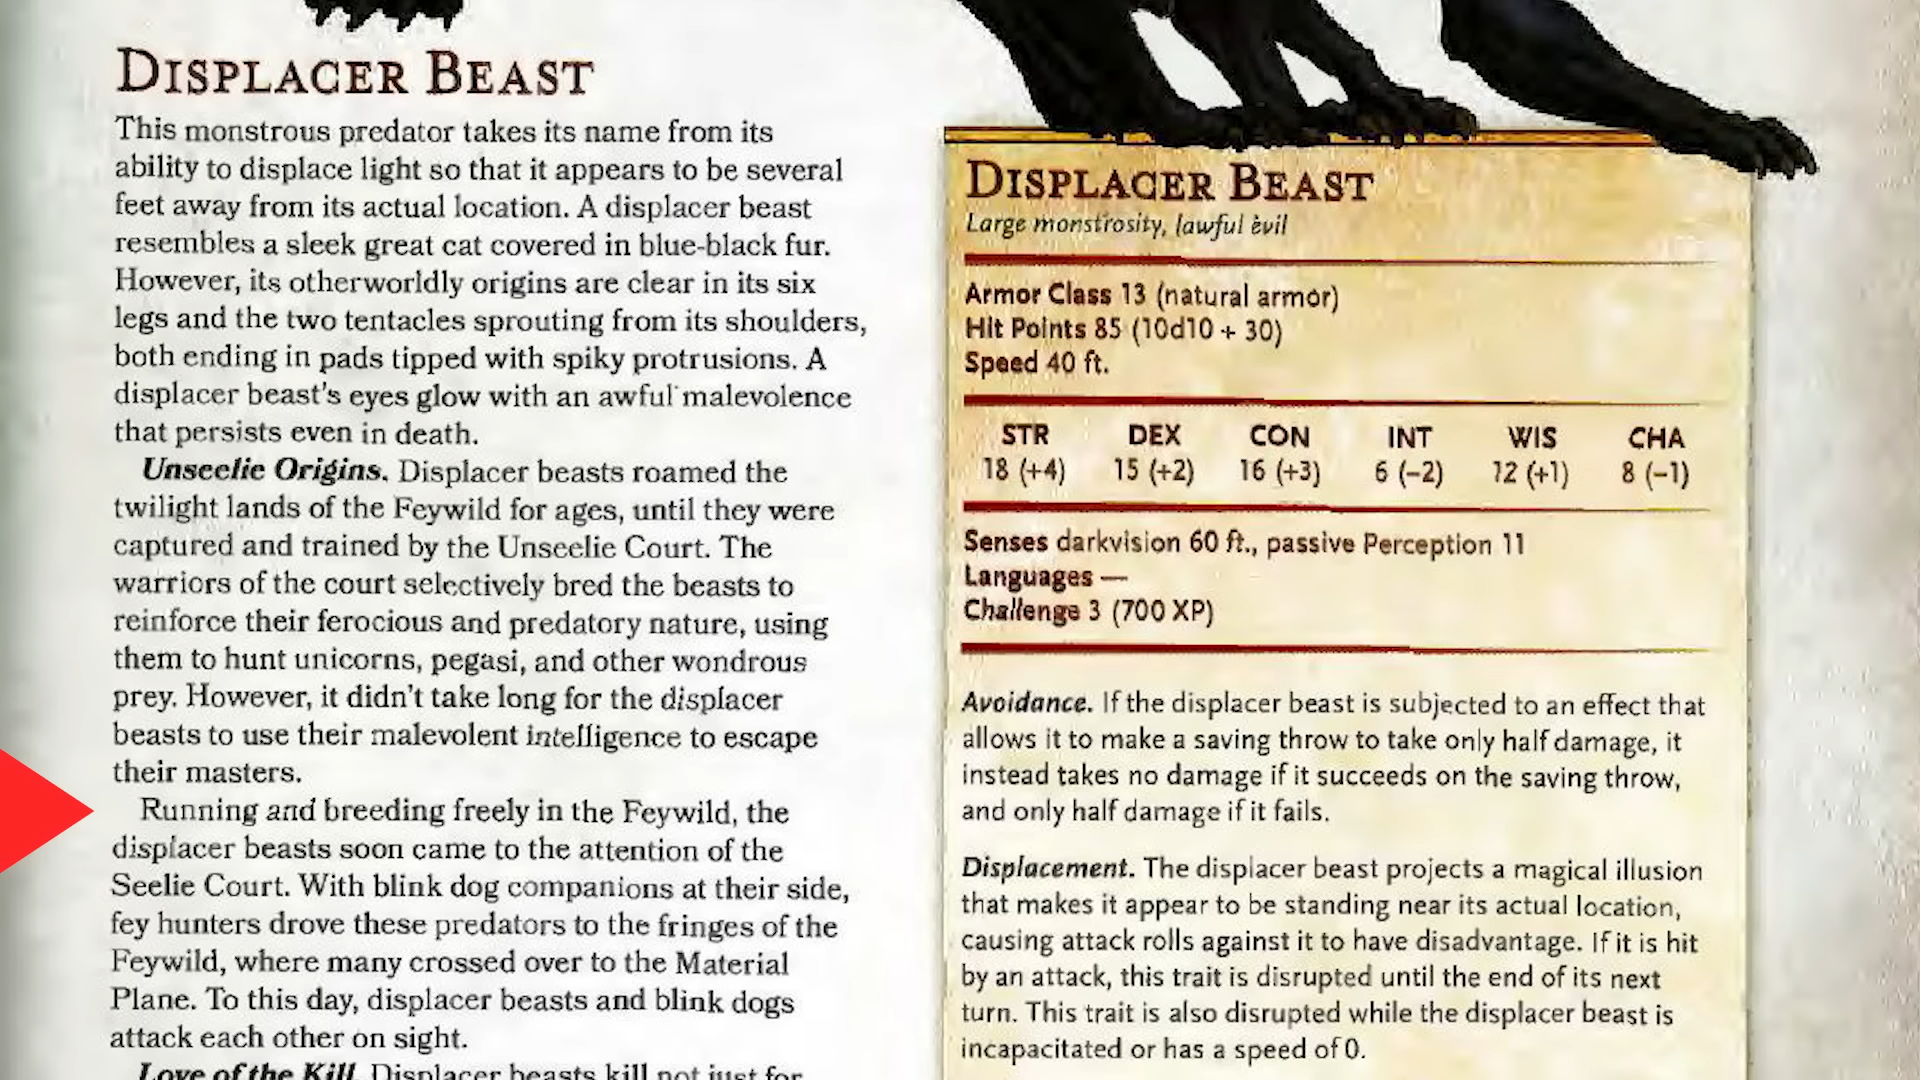 DISPLACER BEAST
This monstrous predator takes its name from its
ability to displace light so that it appears to be several
feet away from its actual location. A displacer beast
resembles a sleek great cat covered in blue-black fur.
However, its otherworldly origins are clear in its six
legs and the two tentacles sprouting from its shoulders,
both ending in pads tipped with spiky protrusions. A
displacer beast's eyes glow with an awful malevolence
that persists even in death.
Unseelie Origins. Displacer beasts roamed the
twilight lands of the Feywild for ages, until they were
captured and trained by the Unseelie Court. The
warriors of the court selectively bred the beasts to
reinforce their ferocious and predatory nature, using
them to hunt unicorns, pegasi, and other wondrous
prey. However, it didn't take long for the displacer
beasts to use their malevolent intelligence to escape
their masters.
Running and breeding freely in the Feywild, the
displacer beasts soon came to the attention of the
Seelie Court. With blink dog companions at their side,
fey hunters drove these predators to the fringes of the
Feywild, where many crossed over to the Material
Plane. To this day, displacer beasts and blink dogs
attack each other on sight.
Love of the Kill. Displacer beasts kill not just for
DISPLACER BEAST
Large monstrosity, lawful evil
Armor Class 13 (natural armor)
Hit Points 85 (10d10 + 30)
Speed 40 ft.
STR DEX CON INT WIS CHA
18 (+4) 15 (+2) 16 (+3) 6 (−2) 12 (+1) 8 (−1)
Senses darkvision 60 ft., passive Perception 11
Languages —
Challenge 3 (700 XP)
Avoidance. If the displacer beast is subjected to an effect that
allows it to make a saving throw to take only half damage, it
instead takes no damage if it succeeds on the saving throw,
and only half damage if it fails.
Displacement. The displacer beast projects a magical illusion
that makes it appear to be standing near its actual location,
causing attack rolls against it to have disadvantage. If it is hit
by an attack, this trait is disrupted until the end of its next
turn. This trait is also disrupted while the displacer beast is
incapacitated or has a speed of 0.